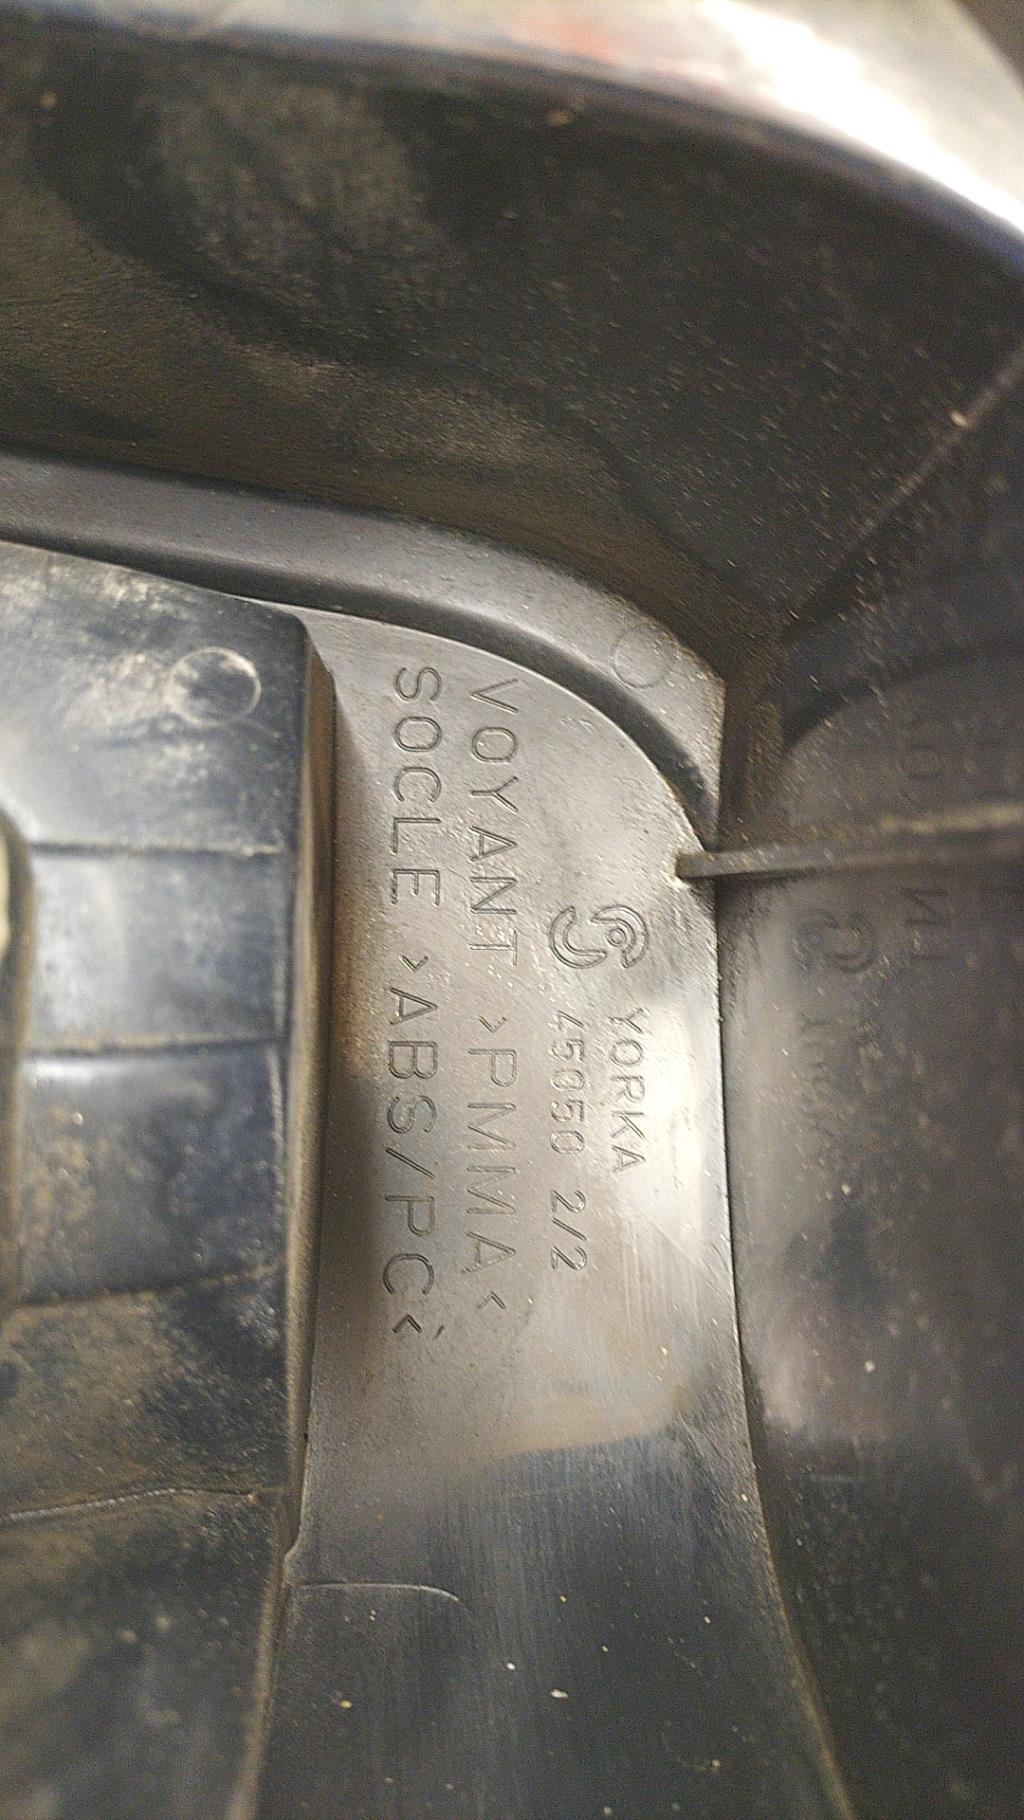 YORKA
45050 2/2
VOYANT >PMMA<
SOCLE >ABS/PC<